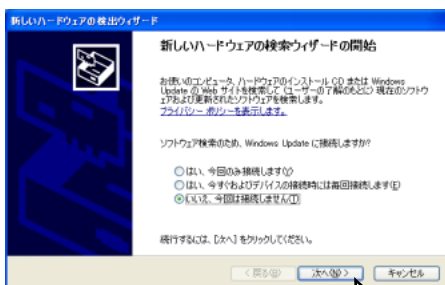 新しいハードウェアの検出ウィザード
新しいハードウェアの検索ウィザードの開始
お使いのコンピュータ、ハードウェアのインストール CD または Windows
Update の Web サイトを検索して (ユーザーの了解のもとに) 現在のソフトウ
ェアおよび更新されたソフトウェアを検索します。
プライバシー ポリシーを表示します。
ソフトウェア検索のため、Windows Update に接続しますか?
はい、今回のみ接続します(Y)
はい、今すぐおよびデバイスの接続時には毎回接続します(E)
いいえ、今回は接続しません(T)
続行するには、[次へ] をクリックしてください。
< 戻る(B)
次へ(N) >
キャンセル